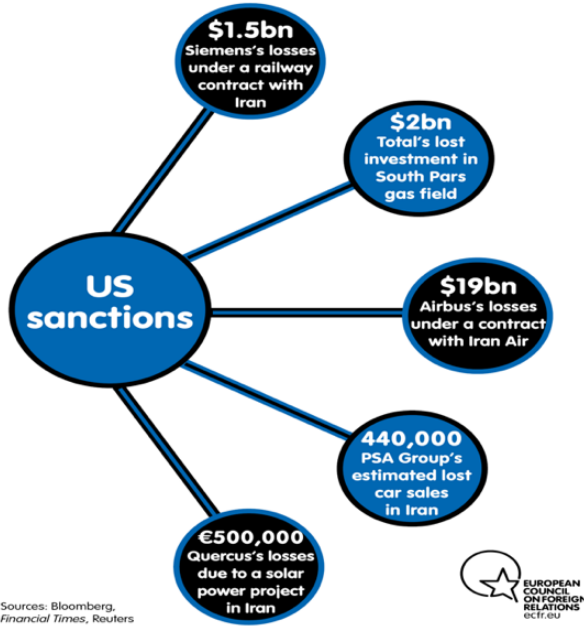 $1.5bn
Siemens's losses
under a railway
contract with
Iran
$2bn
Total's lost
investment in
South Pars
gas field
US
sanctions
$19bn
Airbus's losses
under a contract
with Iran Air
440,000
PSA Group's
estimated lost
car sales
in Iran
€500,000
Quercus's losses
due to a solar
power project
in Iran
Sources: Bloomberg,
Financial Times, Reuters
EUROPEAN
COUNCIL
ON FOREIGN
RELATIONS
ecfr.eu